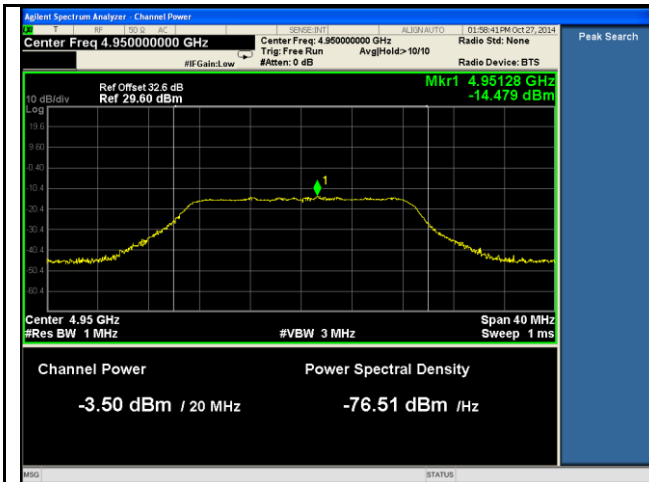 Agilent Spectrum Analyzer - Channel Power
T RF 50 Ω AC SENSE:INT ALIGN AUTO 01:58:41 PM Oct 27, 2014
Center Freq 4.950000000 GHz
Center Freq: 4.950000000 GHz
Radio Std: None
Trig: Free Run Avg|Hold:>10/10
#IFGain:Low #Atten: 0 dB Radio Device: BTS
Peak Search
Mkr1 4.95128 GHz
-14.479 dBm
Ref Offset 32.6 dB
10 dB/div Ref 29.60 dBm
Log
19.6
9.60
-0.40
-10.4
-20.4
-30.4
-40.4
-50.4
-60.4
1
Center 4.95 GHz Span 40 MHz
#Res BW 1 MHz #VBW 3 MHz Sweep 1 ms
Channel Power Power Spectral Density
-3.50 dBm / 20 MHz -76.51 dBm /Hz
MSG STATUS